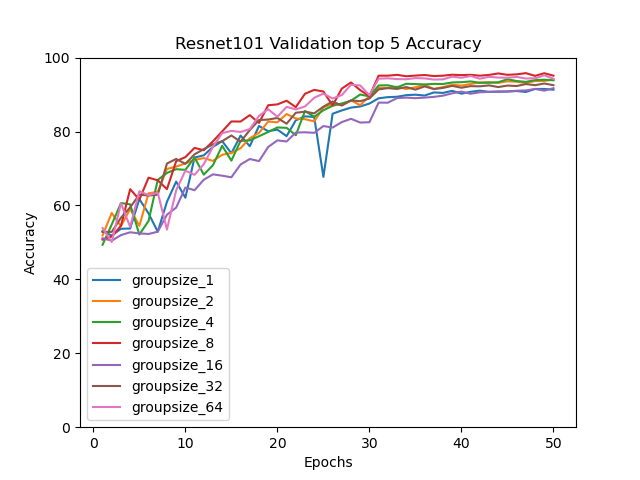 Resnet101 Validation top 5 Accuracy
100
80
60
40
20
0
Accuracy
groupsize_1
groupsize_2
groupsize_4
groupsize_8
groupsize_16
groupsize_32
groupsize_64
0 10 20 30 40 50
Epochs